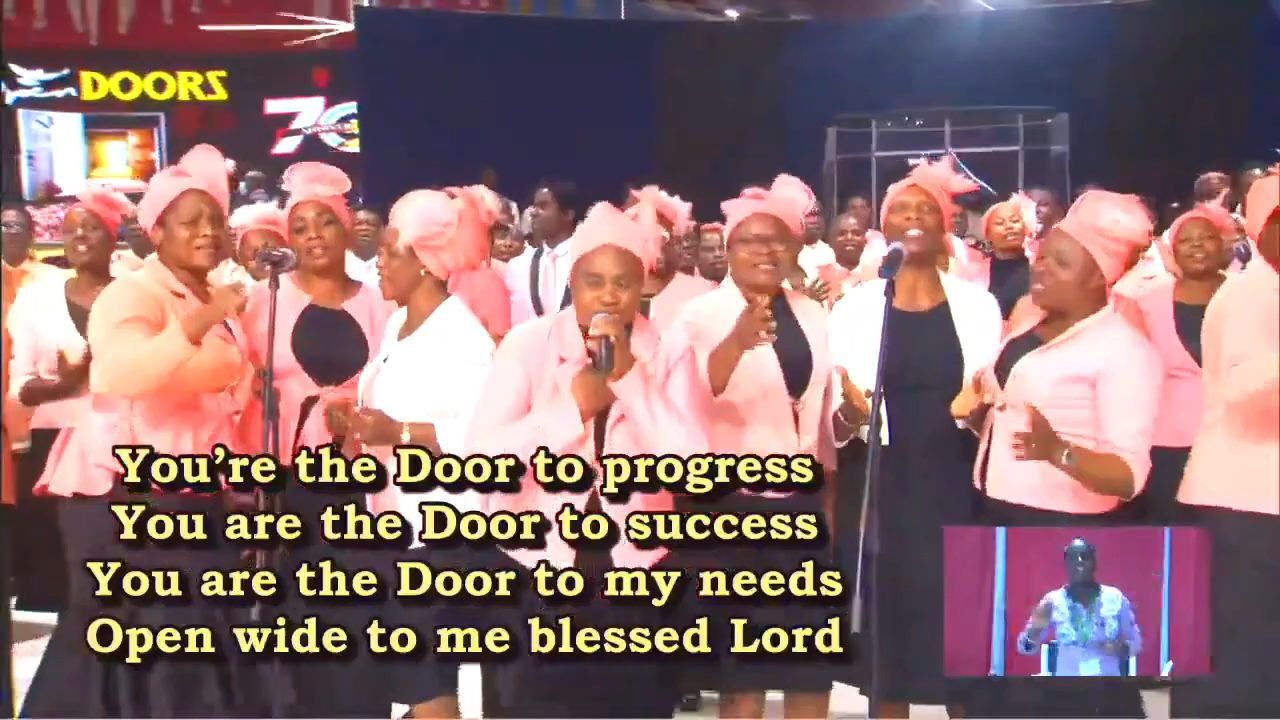 DOORS
70
You're the Door to progress
You are the Door to success
You are the Door to my needs
Open wide to me blessed Lord